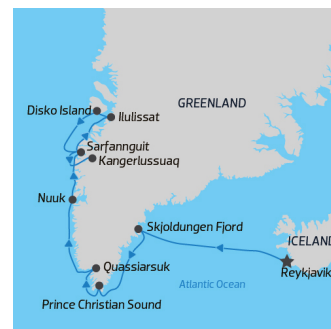 Disko Island
GREENLAND
Ilulissat
Sarfannguit
Kangerlussuaq
Nuuk
Skjoldungen Fjord
ICELAND
Quassiarsuk
Reykjavik
Atlantic Ocean
Prince Christian Sound